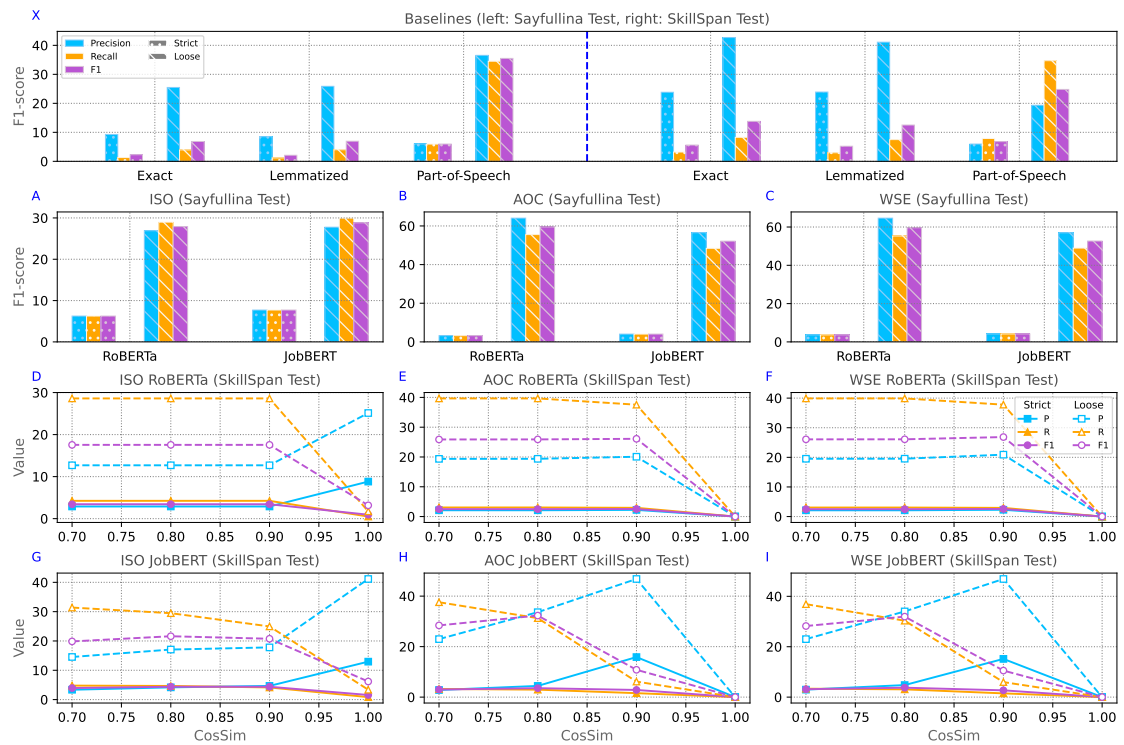 X
Baselines (left: Sayfullina Test, right: SkillSpan Test)
F1-score
40
30
20
10
0
Precision
Recall
F1
Strict
Loose
Exact
Lemmatized
Part-of-Speech
Exact
Lemmatized
Part-of-Speech
A
ISO (Sayfullina Test)
F1-score
30
20
10
0
RoBERTa
JobBERT
B
AOC (Sayfullina Test)
60
40
20
0
RoBERTa
JobBERT
C
WSE (Sayfullina Test)
60
40
20
0
RoBERTa
JobBERT
D
ISO RoBERTa (SkillSpan Test)
Value
30
20
10
0
0.70 0.75 0.80 0.85 0.90 0.95 1.00
E
AOC RoBERTa (SkillSpan Test)
40
30
20
10
0
0.70 0.75 0.80 0.85 0.90 0.95 1.00
F
WSE RoBERTa (SkillSpan Test)
40
30
20
10
0
Strict Loose
P P
R R
F1 F1
0.70 0.75 0.80 0.85 0.90 0.95 1.00
G
ISO JobBERT (SkillSpan Test)
Value
40
30
20
10
0
0.70 0.75 0.80 0.85 0.90 0.95 1.00
CosSim
H
AOC JobBERT (SkillSpan Test)
40
20
0
0.70 0.75 0.80 0.85 0.90 0.95 1.00
CosSim
I
WSE JobBERT (SkillSpan Test)
40
20
0
0.70 0.75 0.80 0.85 0.90 0.95 1.00
CosSim